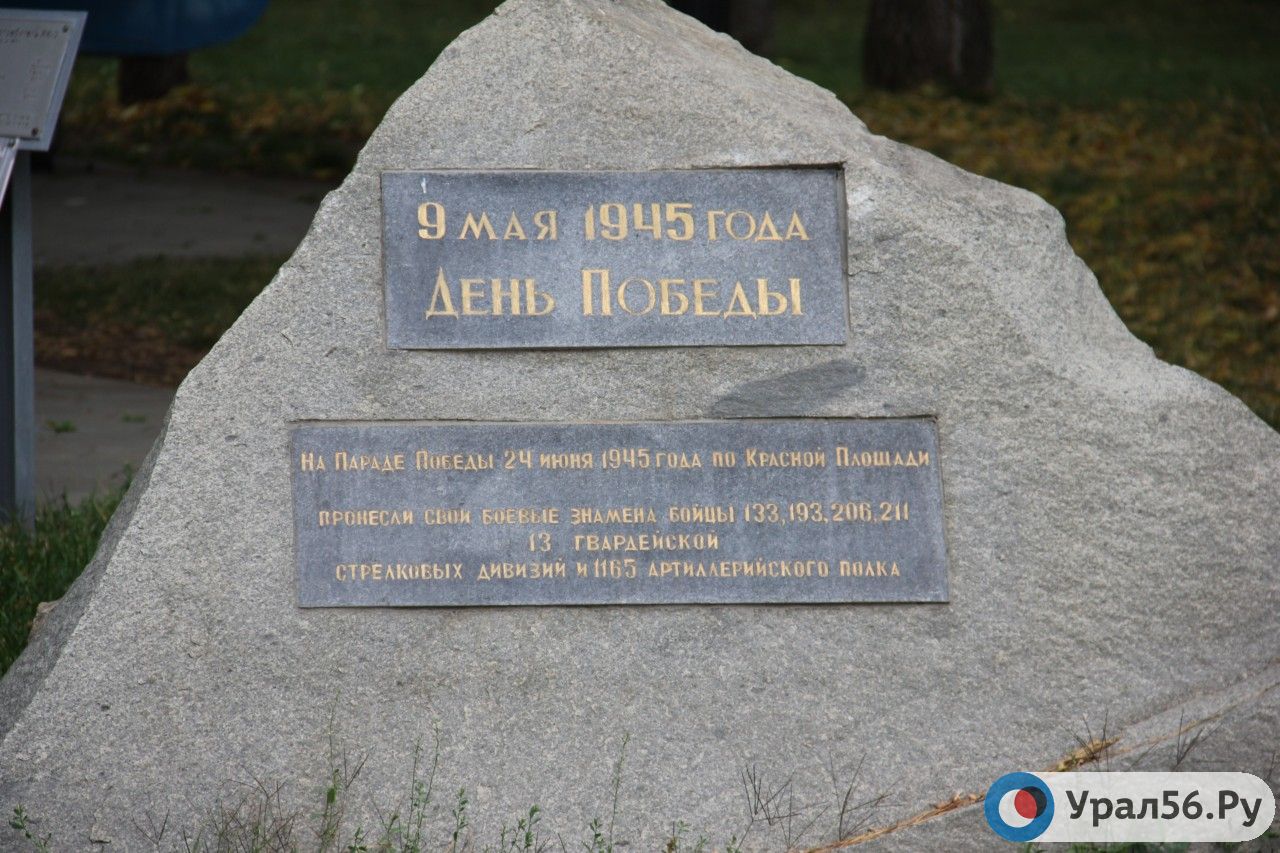 9 мая 1945 года
День Победы
На Параде Победы 24 июня 1945 года по Красной Площади
пронесли свои боевые знамена бойцы 133, 193, 206, 211
13 гвардейской
стрелковых дивизий и 1165 артиллерийского полка
Урал56.Ру